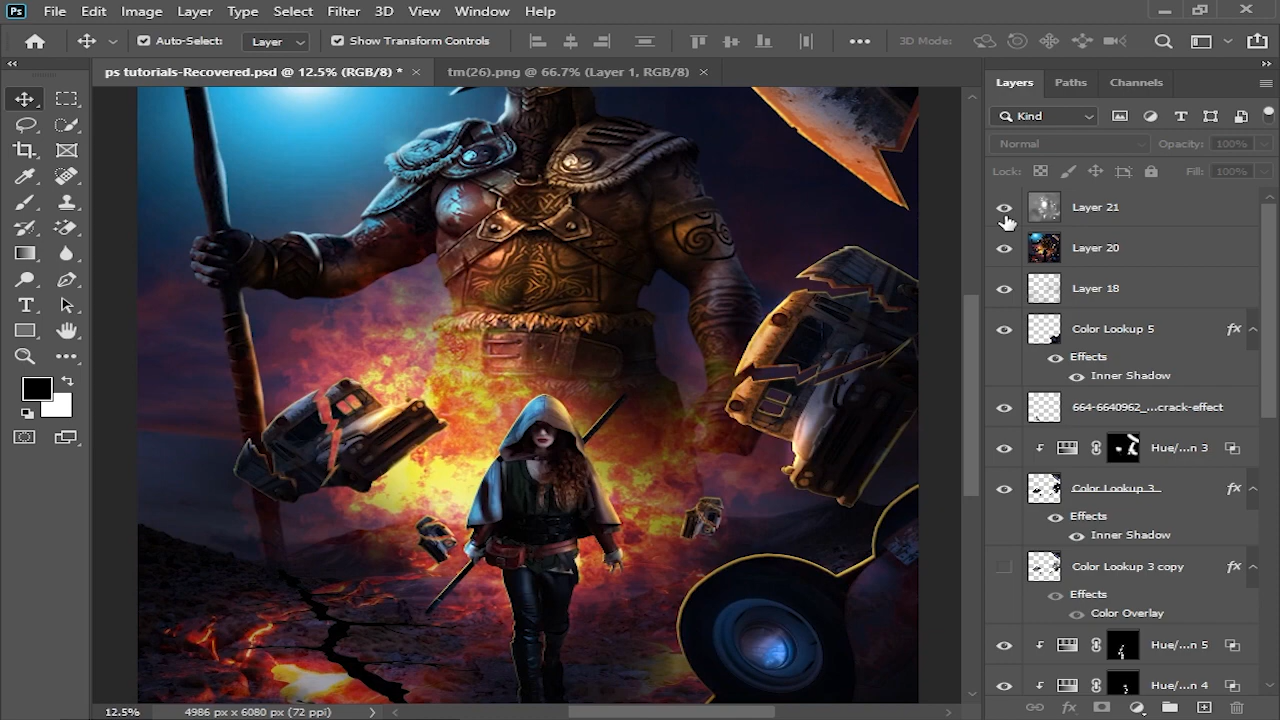 Ps File Edit Image Layer Type Select Filter 3D View Window Help
Auto-Select: Layer Show Transform Controls 3D Mode:
ps tutorials-Recovered.psd @ 12.5% (RGB/8) * × tm(26).png @ 66.7% (Layer 1, RGB/8) ×
Layers Paths Channels
Kind
Normal Opacity: 100%
Lock: Fill: 100%
Layer 21
Layer 20
Layer 18
Color Lookup 5 fx
Effects
Inner Shadow
664-6640962_...crack-effect
Hue/...n 3
Color Lookup 3 fx
Effects
Inner Shadow
Color Lookup 3 copy fx
Effects
Color Overlay
Hue/...n 5
Hue/...n 4
12.5% 4986 px x 6080 px (72 ppi)
fx